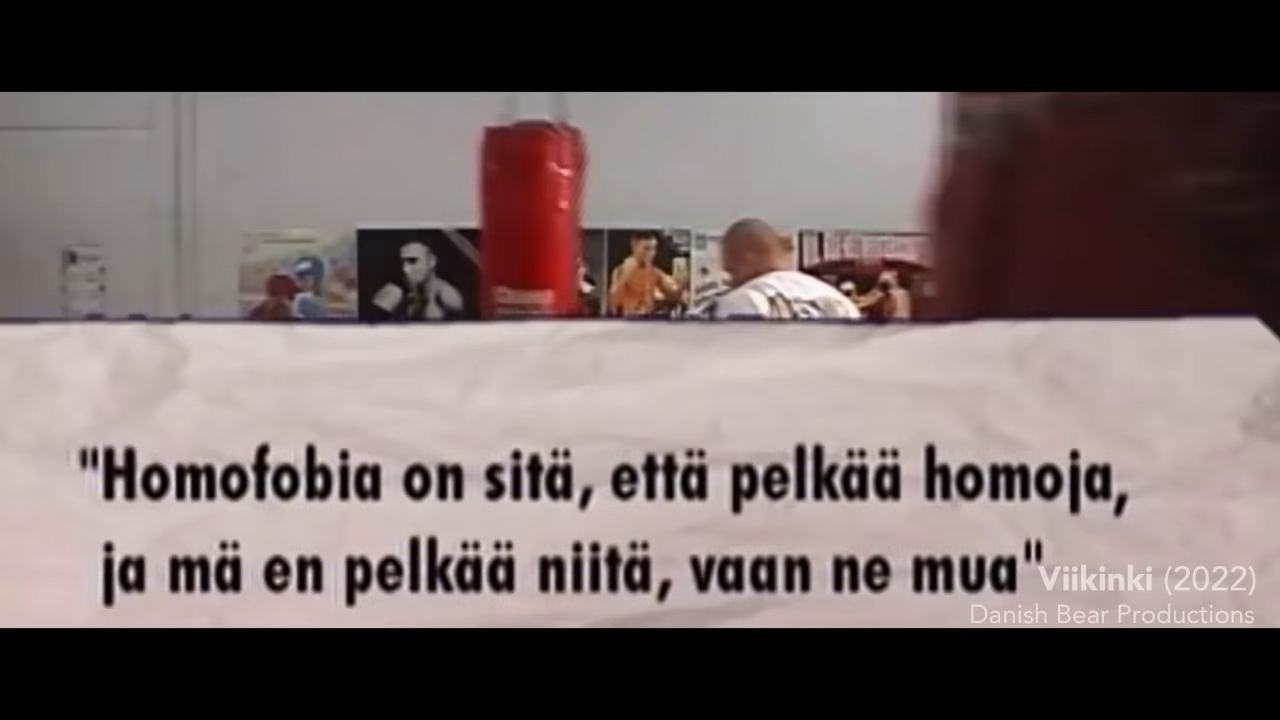 "Homofobia on sitä, että pelkää homoja,
ja mä en pelkää niitä, vaan ne mua"
Viikinki (2022)
Danish Bear Productions